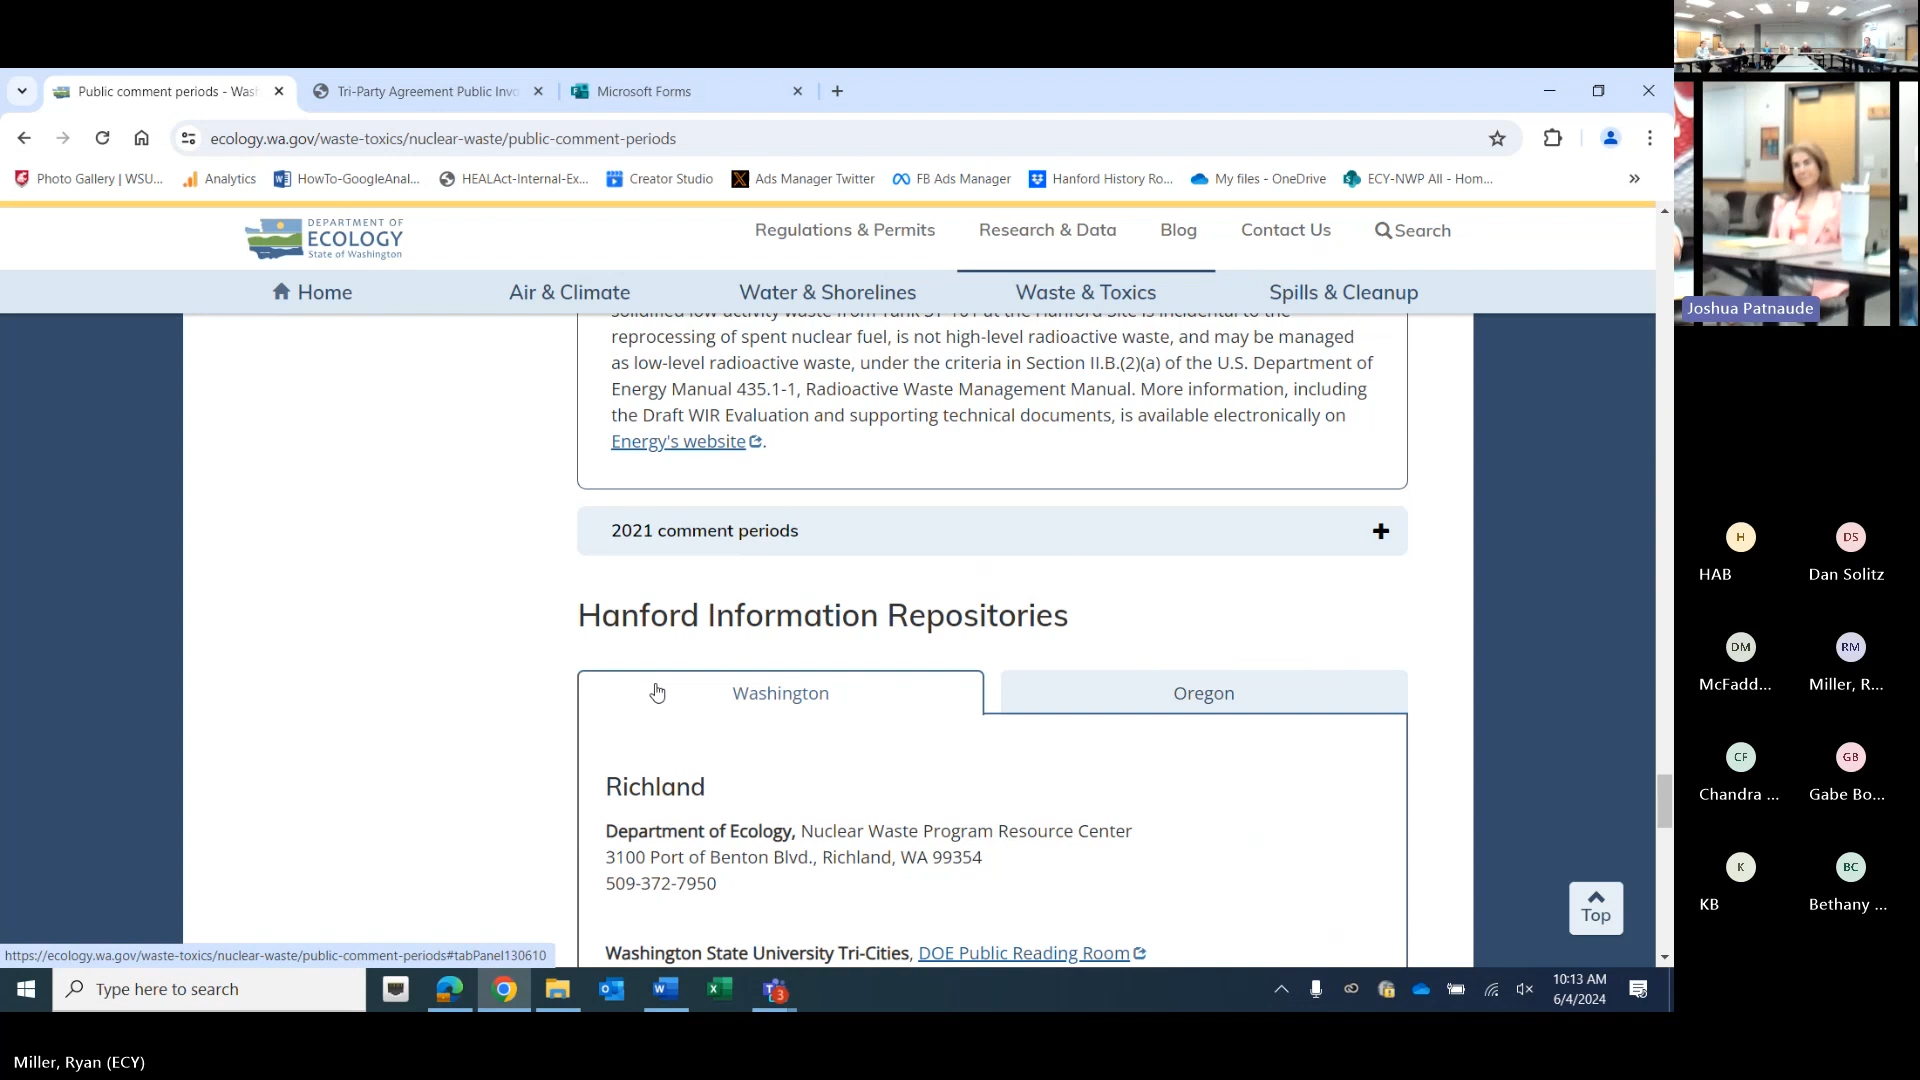 Public comment periods - Was
Tri-Party Agreement Public Invo
Microsoft Forms
ecology.wa.gov/waste-toxics/nuclear-waste/public-comment-periods
Photo Gallery | WSU...
Analytics
HowTo-GoogleAnal...
HEALAct-Internal-Ex...
Creator Studio
Ads Manager Twitter
FB Ads Manager
Hanford History Ro...
My files - OneDrive
ECY-NWP All - Hom...
DEPARTMENT OF
ECOLOGY
State of Washington
Regulations & Permits
Research & Data
Blog
Contact Us
Search
Home
Air & Climate
Water & Shorelines
Waste & Toxics
Spills & Cleanup
reprocessing of spent nuclear fuel, is not high-level radioactive waste, and may be managed
as low-level radioactive waste, under the criteria in Section II.B.(2)(a) of the U.S. Department of
Energy Manual 435.1-1, Radioactive Waste Management Manual. More information, including
the Draft WIR Evaluation and supporting technical documents, is available electronically on
Energy's website.
2021 comment periods
Hanford Information Repositories
Washington
Oregon
Richland
Department of Ecology, Nuclear Waste Program Resource Center
3100 Port of Benton Blvd., Richland, WA 99354
509-372-7950
Washington State University Tri-Cities, DOE Public Reading Room
Top
https://ecology.wa.gov/waste-toxics/nuclear-waste/public-comment-periods#tabPanel130610
Type here to search
3
10:13 AM
6/4/2024
Joshua Patnaude
H
HAB
DS
Dan Solitz
DM
McFadd...
RM
Miller, R...
CF
Chandra ...
GB
Gabe Bo...
K
KB
BC
Bethany ...
Miller, Ryan (ECY)